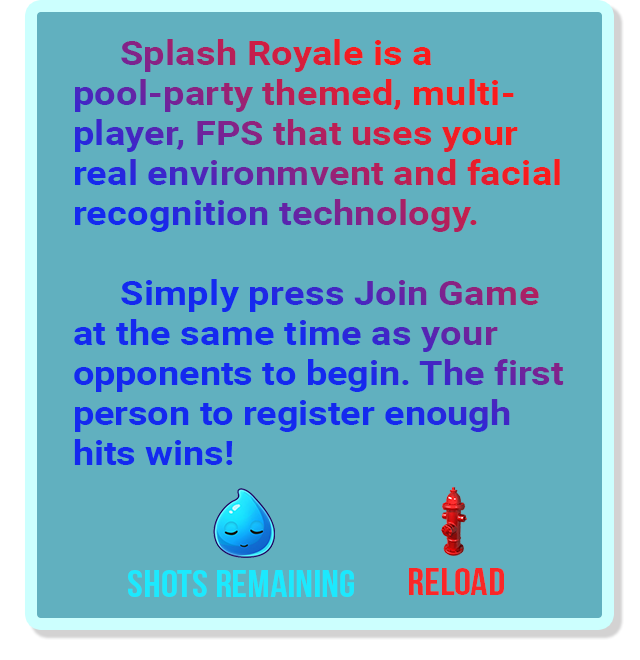 Splash Royale is a
pool-party themed, multi-
player, FPS that uses your
real environmvent and facial
recognition technology.
Simply press Join Game
at the same time as your
opponents to begin. The first
person to register enough
hits wins!
SHOTS REMAINING RELOAD